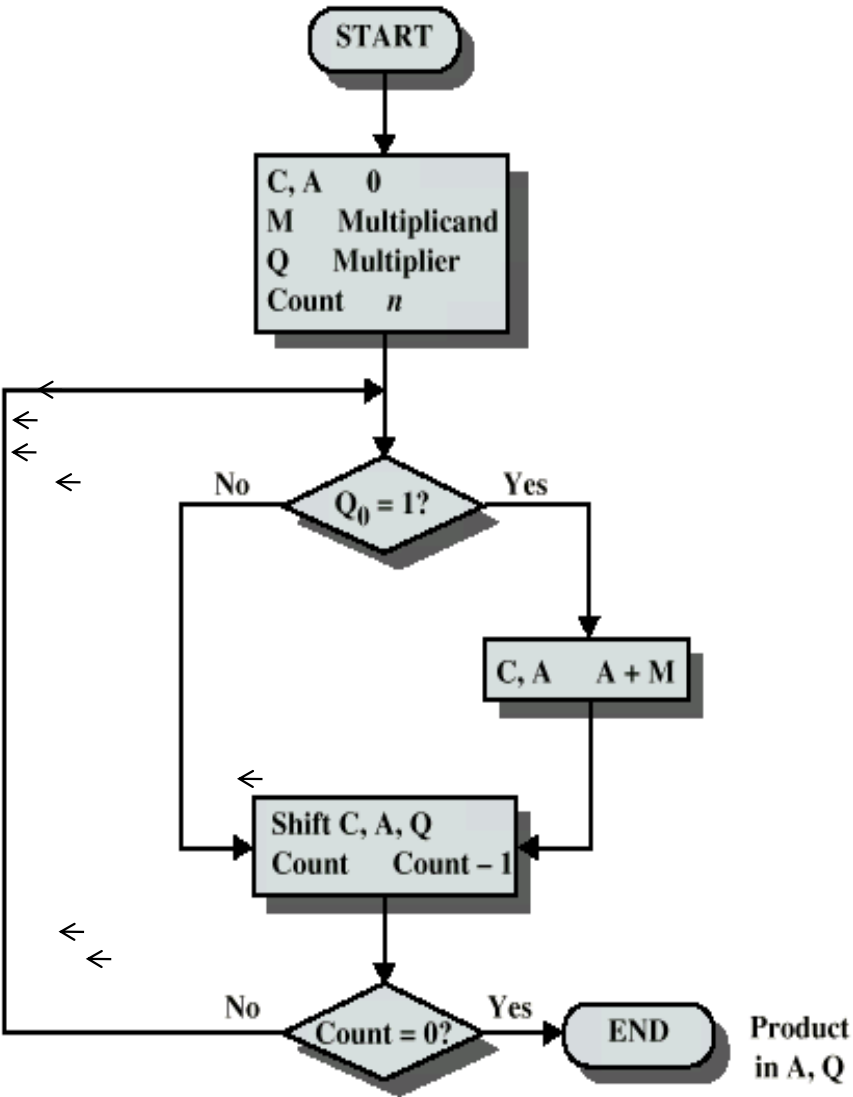 START
C, A 0
M Multiplicand
Q Multiplier
Count n
←
←
←
←
No
Q0 = 1?
Yes
C, A A + M
←
Shift C, A, Q
Count Count – 1
←
←
No
Count = 0?
Yes
END
Product
in A, Q